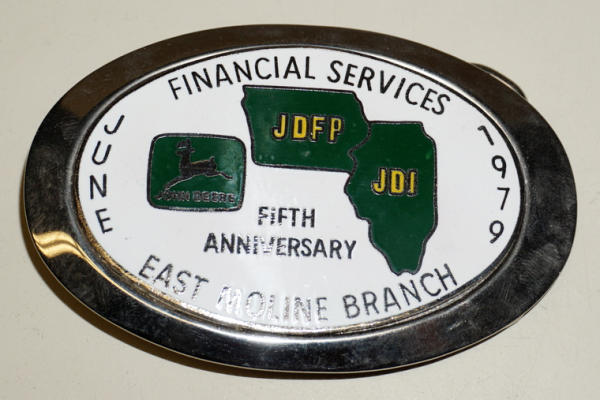 FINANCIAL SERVICES
JUNE
1979
JDFP
JDI
JOHN DEERE
FIFTH
ANNIVERSARY
EAST MOLINE BRANCH